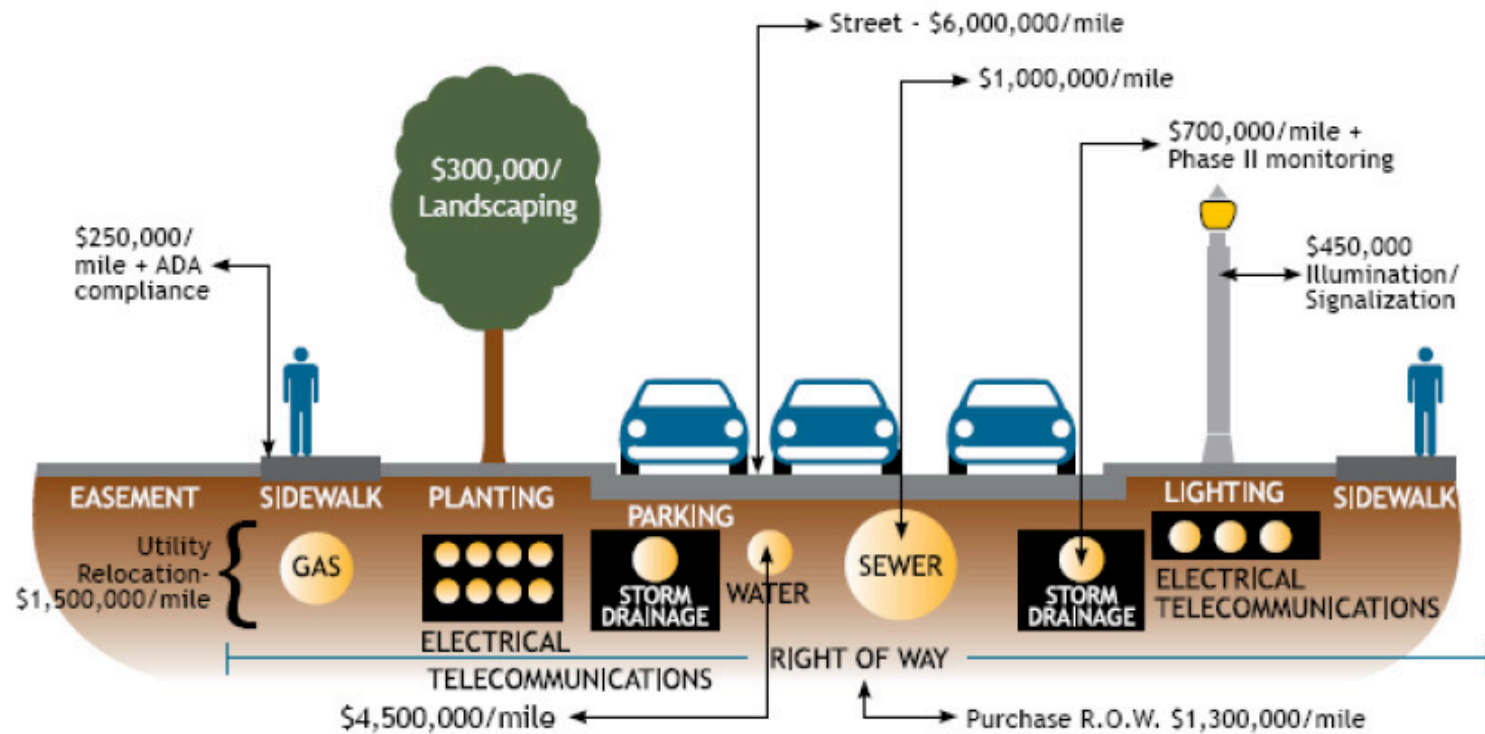 Street - $6,000,000/mile
$1,000,000/mile
$700,000/mile +
Phase II monitoring
$300,000/
Landscaping
$250,000/
mile + ADA
compliance
$450,000
Illumination/
Signalization
EASEMENT
SIDEWALK
PLANTING
PARKING
LIGHTING
SIDEWALK
Utility
Relocation-
$1,500,000/mile
GAS
ELECTRICAL
TELECOMMUNICATIONS
STORM
DRAINAGE
WATER
SEWER
STORM
DRAINAGE
ELECTRICAL
TELECOMMUNICATIONS
RIGHT OF WAY
$4,500,000/mile
Purchase R.O.W. $1,300,000/mile